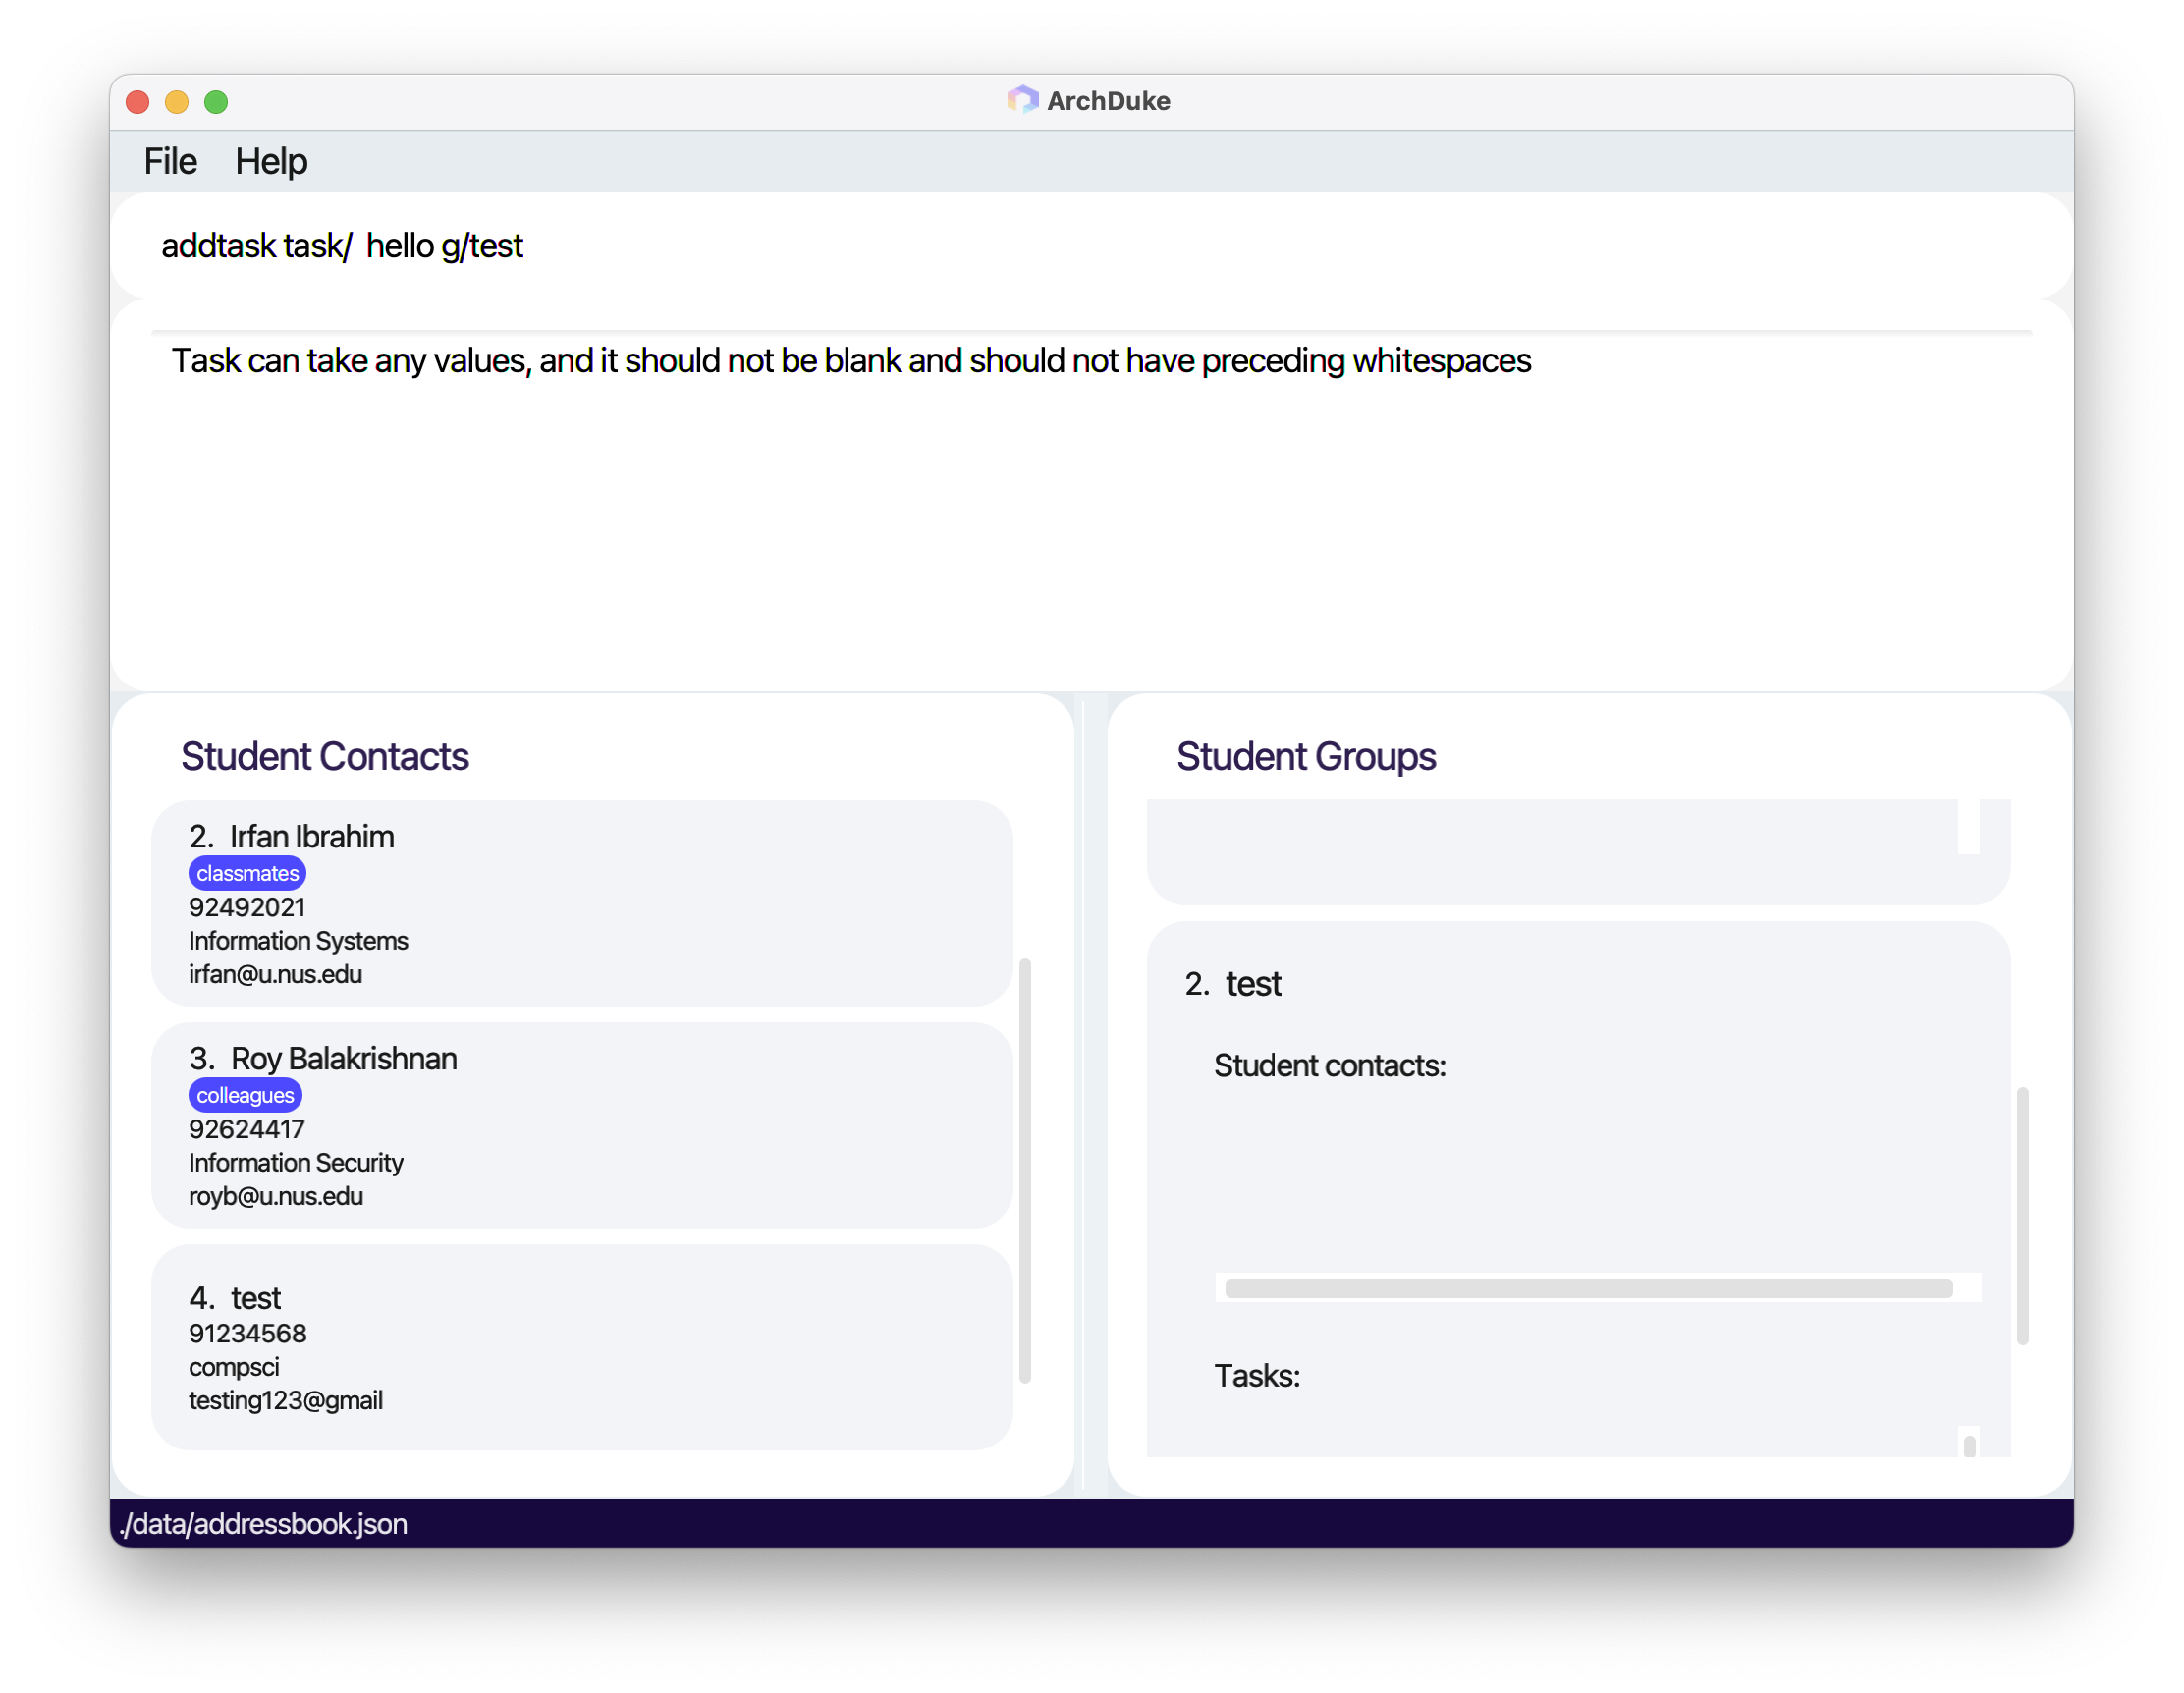 ArchDuke
File Help
addtask task/  hello g/test
Task can take any values, and it should not be blank and should not have preceding whitespaces
Student Contacts
2. Irfan Ibrahim
classmates
92492021
Information Systems
irfan@u.nus.edu
3. Roy Balakrishnan
colleagues
92624417
Information Security
royb@u.nus.edu
4. test
91234568
compsci
testing123@gmail
Student Groups
2. test
Student contacts:
Tasks:
./data/addressbook.json